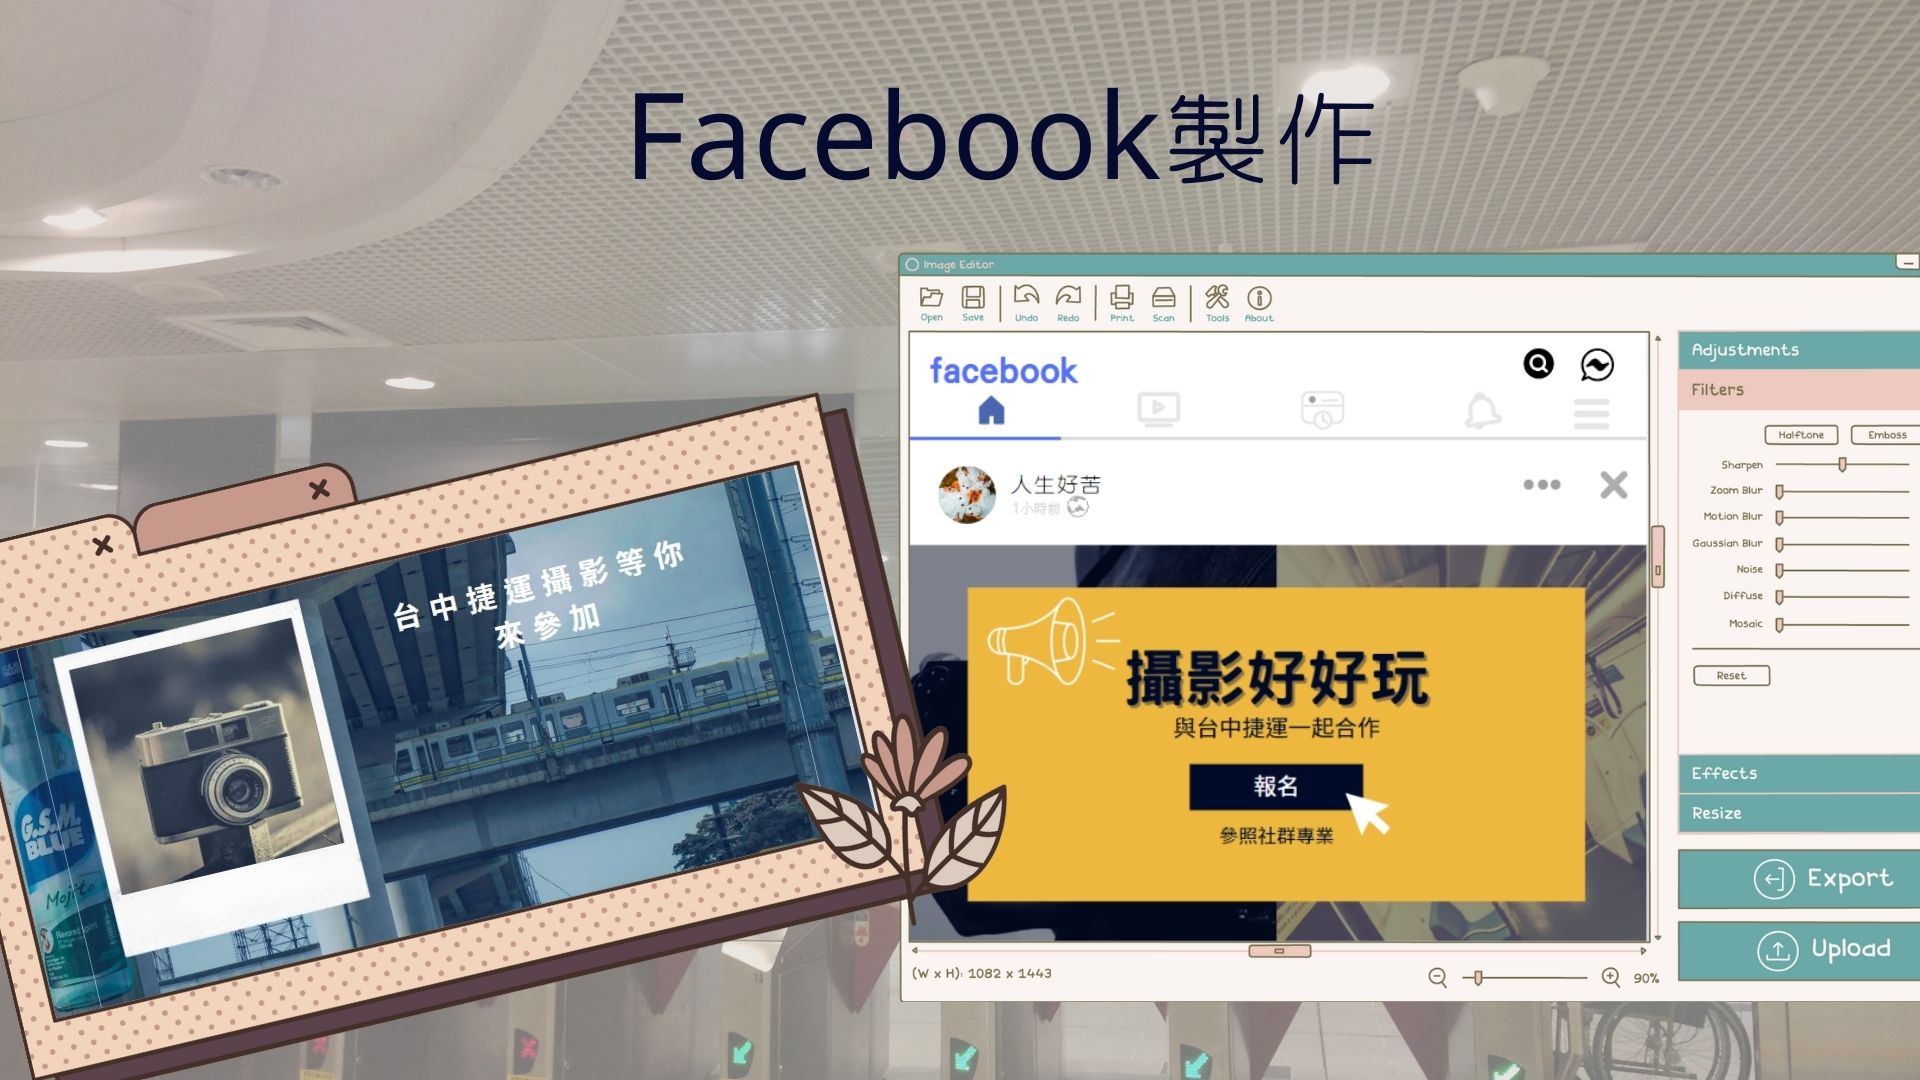 Facebook製作
台中捷運攝影等你
來參加
G.S.M.
BLUE
Mojito
Flavored Spirit
Image Editor
Open
Save
Undo
Redo
Print
Scan
Tools
About
facebook
人生好苦
1小時前
攝影好好玩
與台中捷運一起合作
報名
參照社群專業
(W x H): 1082 x 1443
90%
Adjustments
Filters
Halftone
Emboss
Sharpen
Zoom Blur
Motion Blur
Gaussian Blur
Noise
Diffuse
Mosaic
Reset
Effects
Resize
Export
Upload